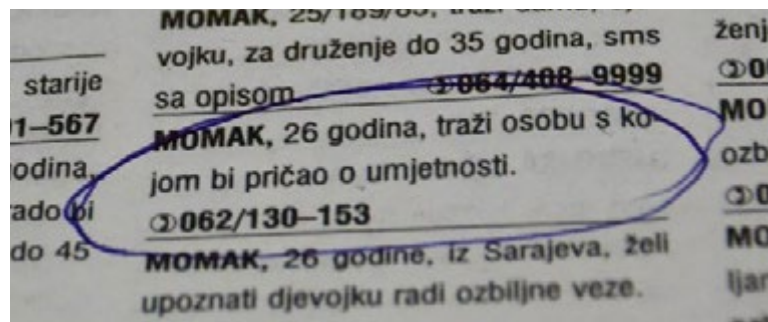 starije
1–567
odina,
ado bi
do 45
MOMAK, 25/189/85, traži
vojku, za druženje do 35 godina, sms
sa opisom. 064/408–9999
MOMAK, 26 godina, traži osobu s ko-
jom bi pričao o umjetnosti.
062/130–153
MOMAK, 26 godine, iz Sarajeva, želi
upoznati djevojku radi ozbiljne veze.
ženj
MO
ozb
MO
ljan